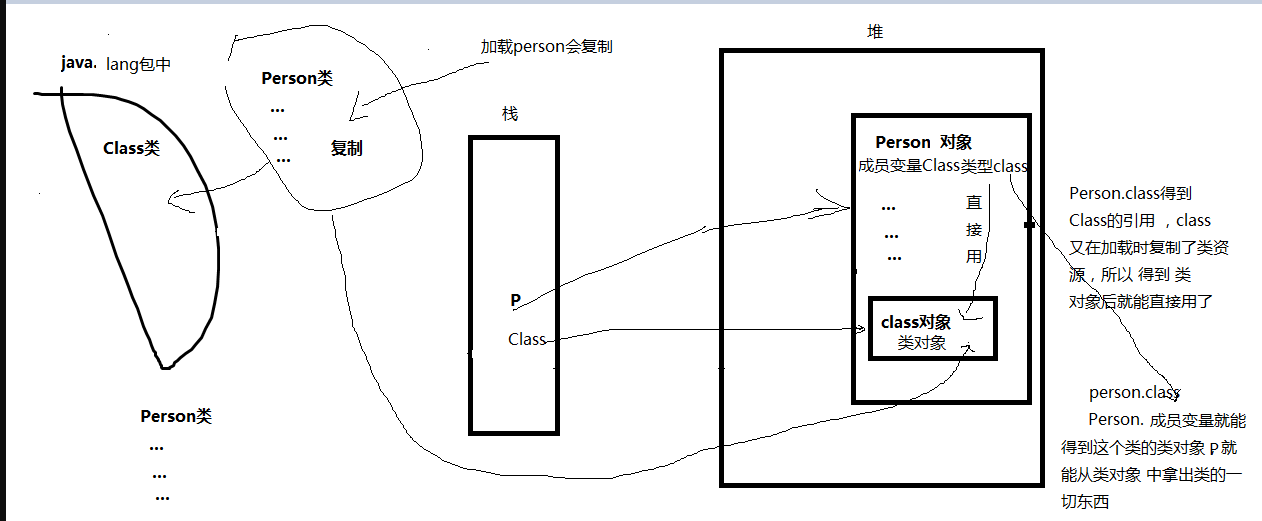 java. lang包中
Class类
Person类
...
...
...
Person类
...
...
...
复制
加载person会复制
栈
P
Class
堆
Person 对象
成员变量Class类型class
...
...
...
直
接
用
class对象
类对象
Person.class得到
Class的引用 ，class
又在加载时复制了类资
源，所以 得到 类
对象后就能直接用了
person.class
Person. 成员变量就能
得到这个类的类对象 P就
能从类对象 中拿出类的一
切东西